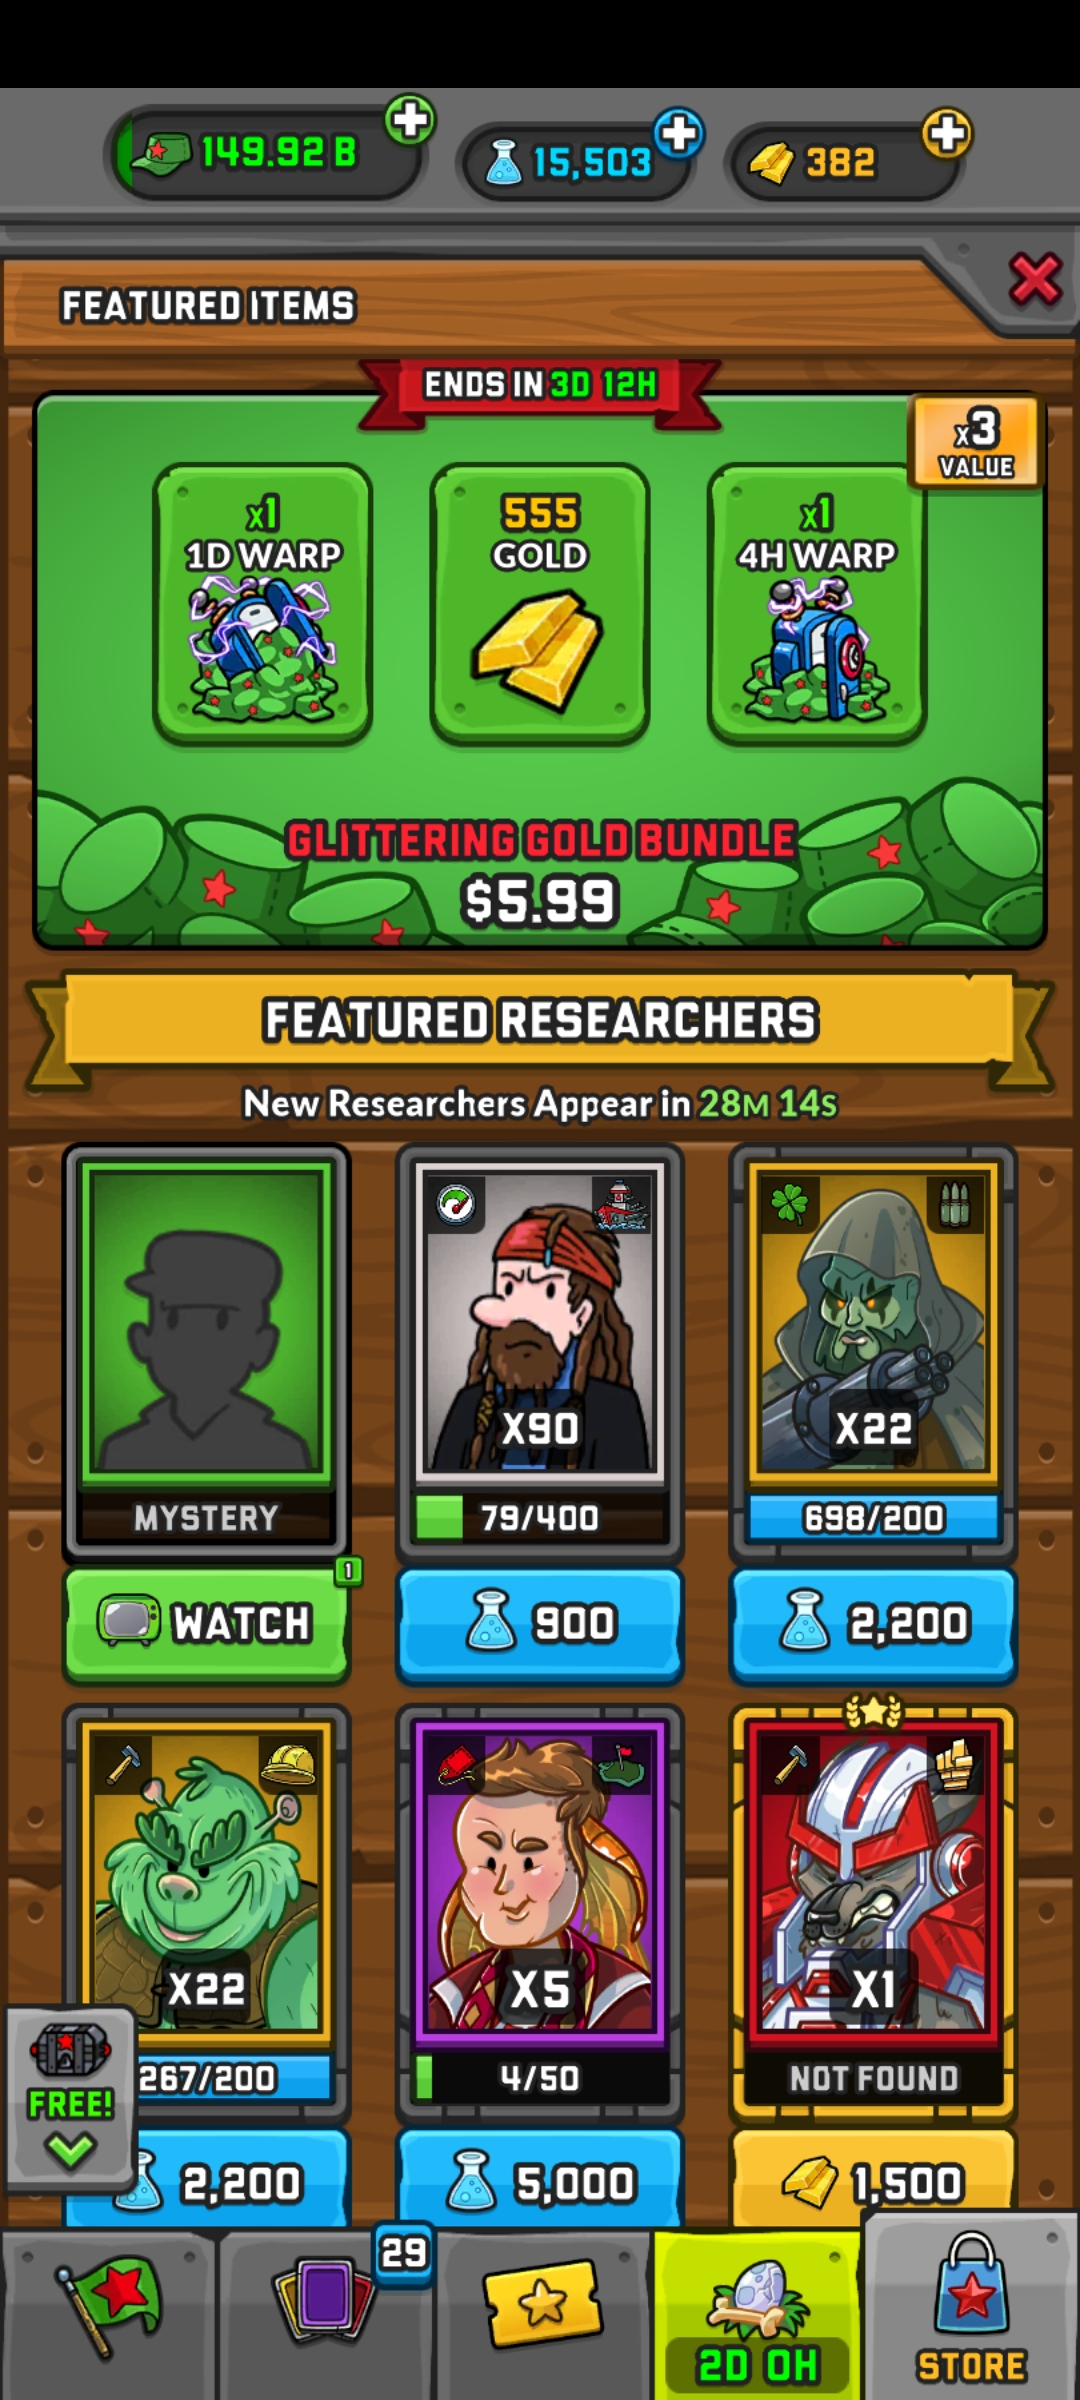 149.92 B
15,503
382
FEATURED ITEMS
ENDS IN 3D 12H
X3
VALUE
X1
1D WARP
555
GOLD
X1
4H WARP
GLITTERING GOLD BUNDLE
$5.99
FEATURED RESEARCHERS
New Researchers Appear in 28M 14S
MYSTERY
X90
79/400
X22
698/200
1
WATCH
900
2,200
X22
267/200
X5
4/50
X1
NOT FOUND
FREE!
2,200
5,000
1,500
29
2D 0H
STORE